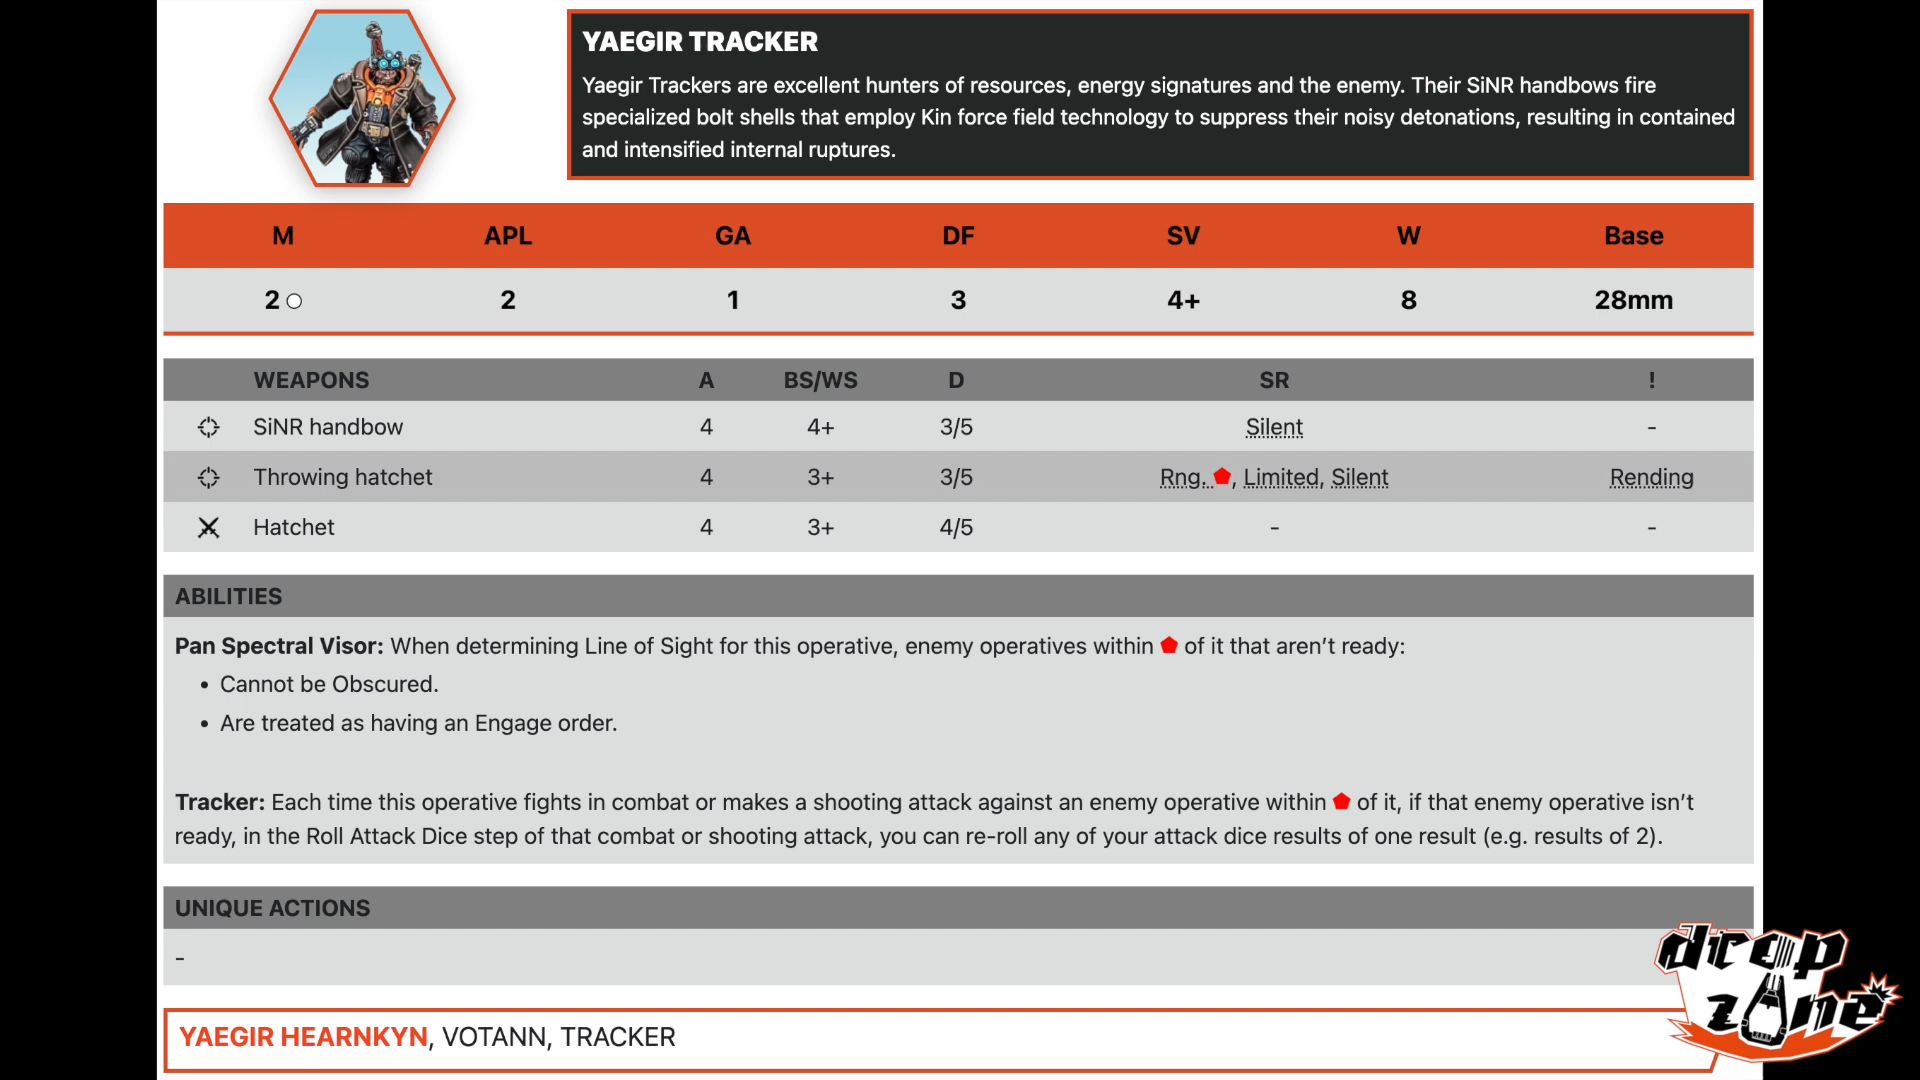 YAEGIR TRACKER
Yaegir Trackers are excellent hunters of resources, energy signatures and the enemy. Their SiNR handbows fire
specialized bolt shells that employ Kin force field technology to suppress their noisy detonations, resulting in contained
and intensified internal ruptures.
M APL GA DF SV W Base
2 2 1 3 4+ 8 28mm
WEAPONS A BS/WS D SR !
SiNR handbow 4 4+ 3/5 Silent -
Throwing hatchet 4 3+ 3/5 Rng. , Limited, Silent Rending
Hatchet 4 3+ 4/5 - -
ABILITIES
Pan Spectral Visor: When determining Line of Sight for this operative, enemy operatives within of it that aren't ready:
• Cannot be Obscured.
• Are treated as having an Engage order.
Tracker: Each time this operative fights in combat or makes a shooting attack against an enemy operative within of it, if that enemy operative isn't
ready, in the Roll Attack Dice step of that combat or shooting attack, you can re-roll any of your attack dice results of one result (e.g. results of 2).
UNIQUE ACTIONS
-
YAEGIR HEARNKYN, VOTANN, TRACKER
drop
zone